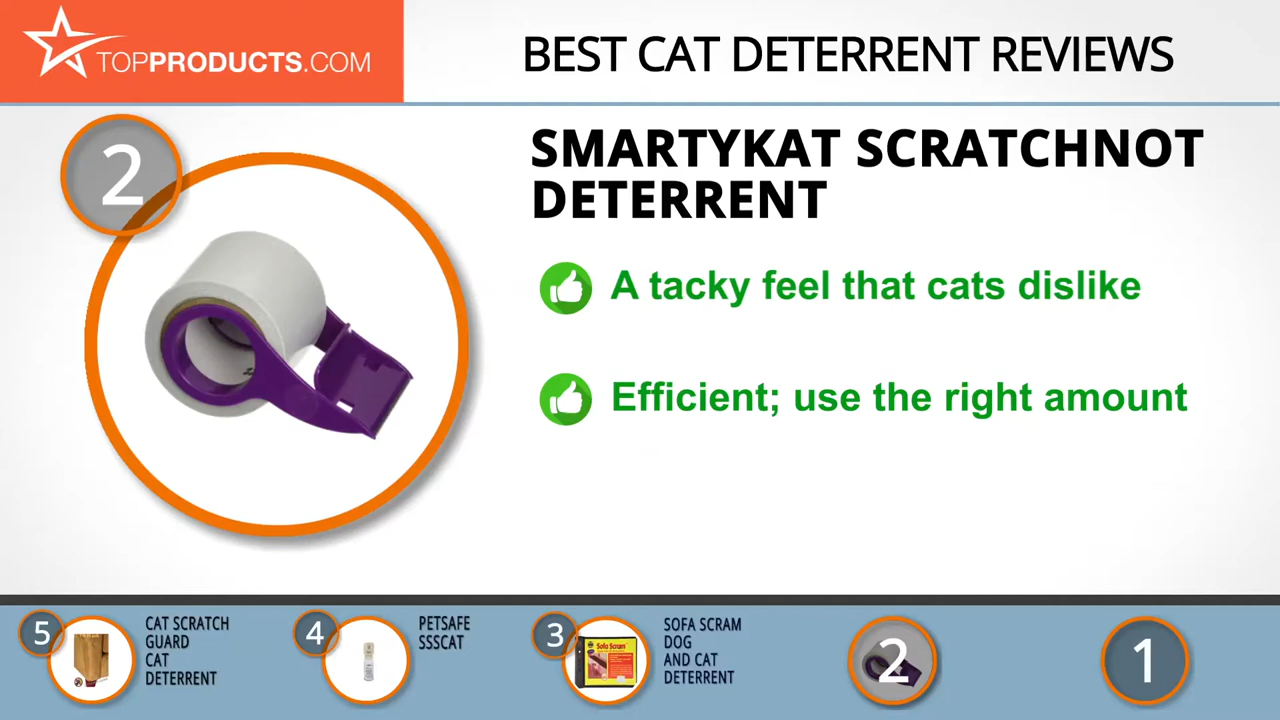 TOPPRODUCTS.COM
BEST CAT DETERRENT REVIEWS
2
SMARTYKAT SCRATCHNOT
DETERRENT
A tacky feel that cats dislike
Efficient; use the right amount
5
CAT SCRATCH
GUARD
CAT
DETERRENT
4
PETSAFE
SSSCAT
3
Sofa Scram
SOFA SCRAM
DOG
AND CAT
DETERRENT
2
1